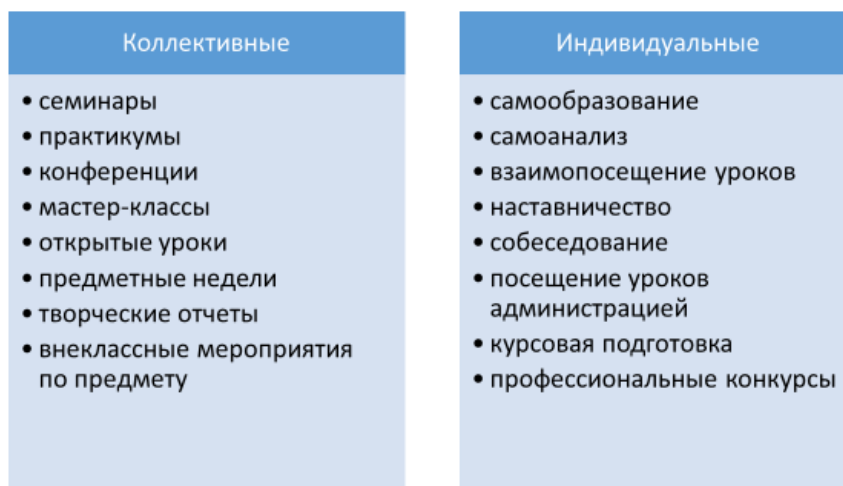 Коллективные
• семинары
• практикумы
• конференции
• мастер-классы
• открытые уроки
• предметные недели
• творческие отчеты
• внеклассные мероприятия
по предмету
Индивидуальные
• самообразование
• самоанализ
• взаимопосещение уроков
• наставничество
• собеседование
• посещение уроков
администрацией
• курсовая подготовка
• профессиональные конкурсы